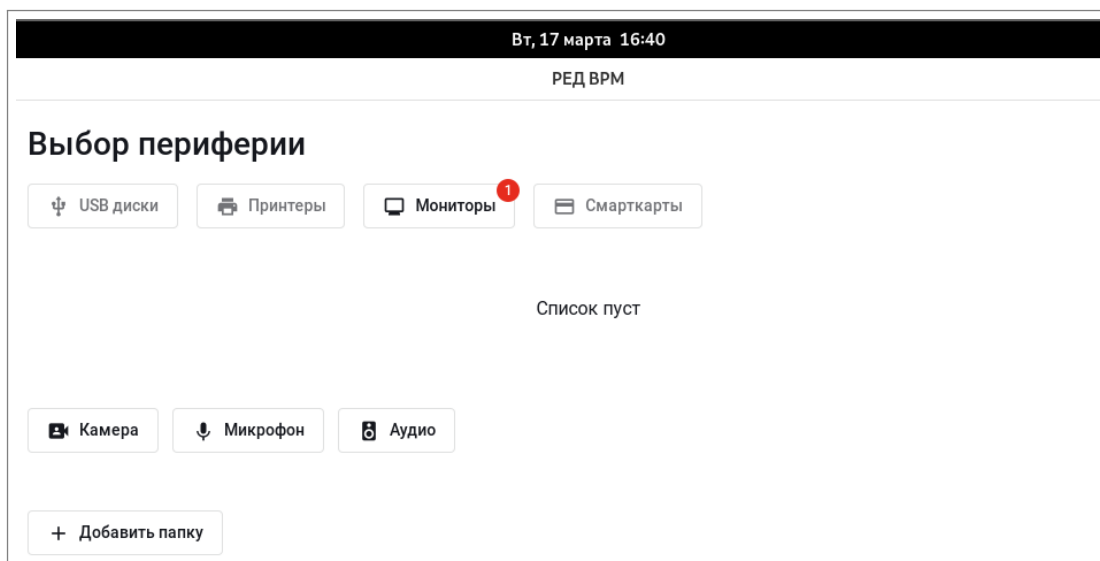 Вт, 17 марта 16:40
РЕД ВРМ
Выбор периферии
USB диски Принтеры Мониторы 1 Смарткарты
Список пуст
Камера Микрофон Аудио
+ Добавить папку